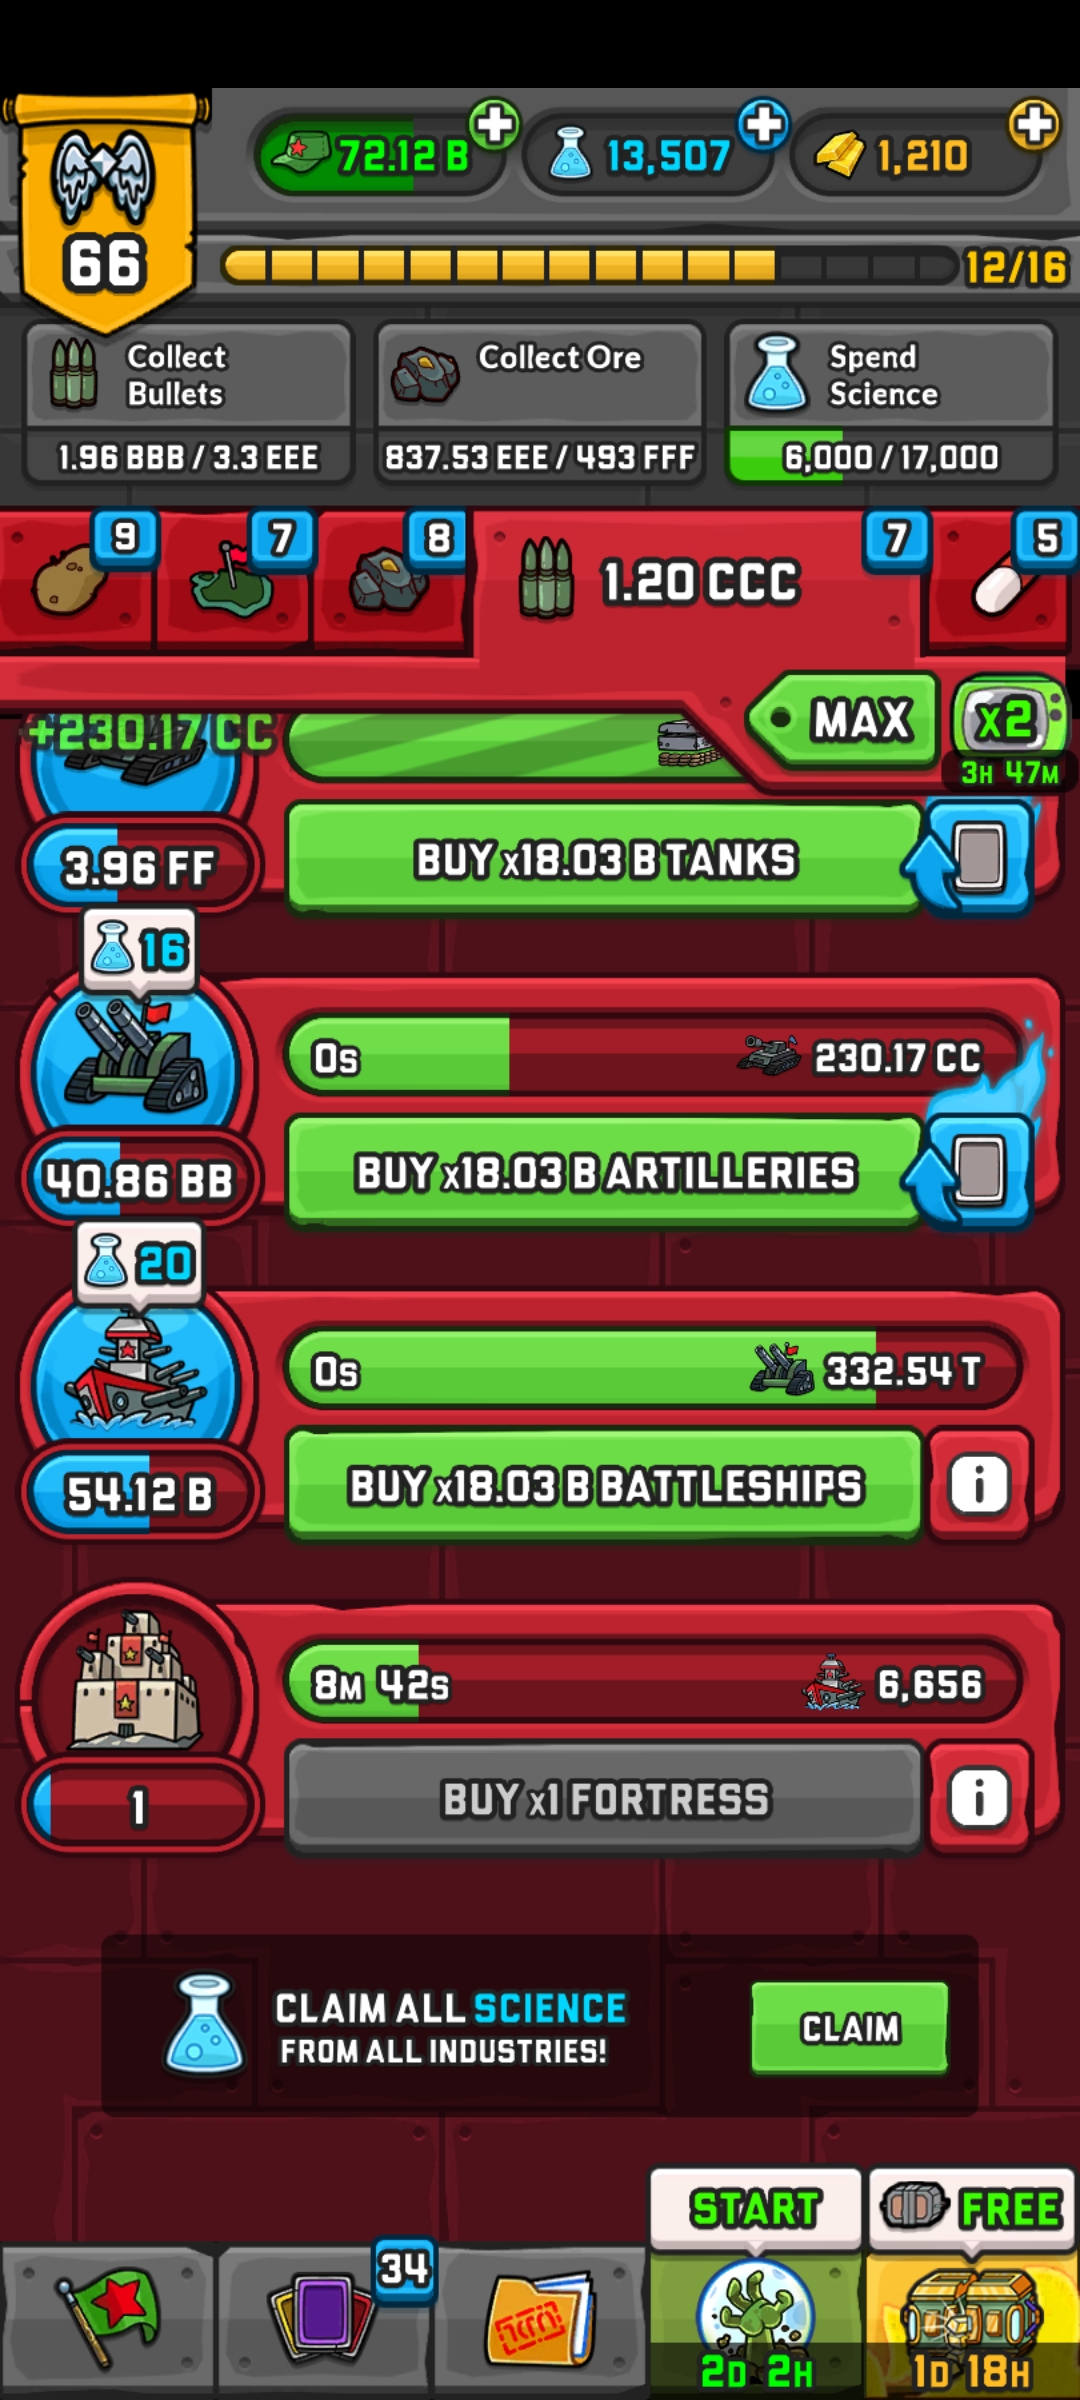 72.12 B
13,507
1,210
66
12/16
Collect
Bullets
1.96 BBB / 3.3 EEE
Collect Ore
837.53 EEE / 493 FFF
Spend
Science
6,000 / 17,000
9
7
8
1.20 CCC
7
5
MAX
x2
3H 47M
+230.17 CC
3.96 FF
BUY x18.03 B TANKS
16
0s
230.17 CC
40.86 BB
BUY x18.03 B ARTILLERIES
20
0s
332.54 T
54.12 B
BUY x18.03 B BATTLESHIPS
i
8M 42s
6,656
1
BUY x1 FORTRESS
i
CLAIM ALL SCIENCE
FROM ALL INDUSTRIES!
CLAIM
START
FREE
34
2D 2H
1D 18H